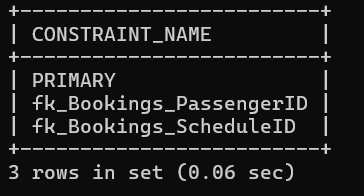 +--------------------------+
| CONSTRAINT_NAME          |
+--------------------------+
| PRIMARY                  |
| fk_Bookings_PassengerID |
| fk_Bookings_ScheduleID  |
+--------------------------+
3 rows in set (0.06 sec)